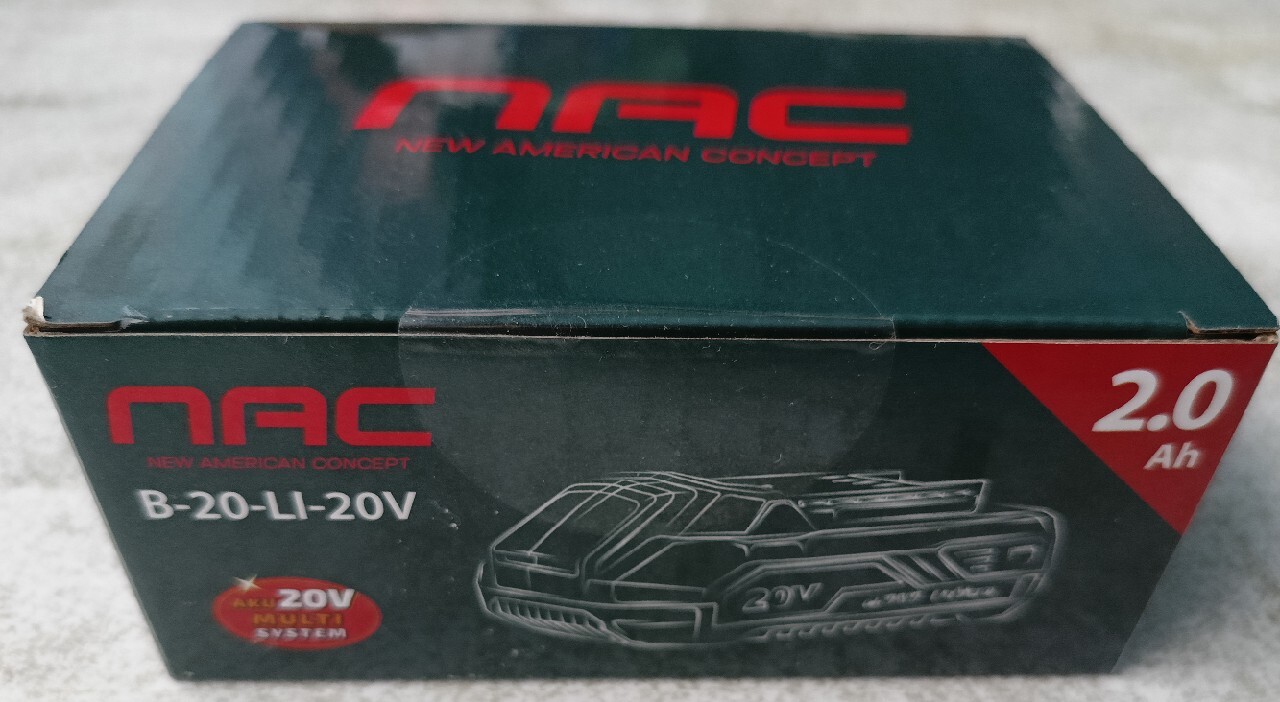 nAC
NEW AMERICAN CONCEPT
nAC
NEW AMERICAN CONCEPT
B-20-LI-20V
AKU 20V
MULTI
SYSTEM
20V
2.0
Ah